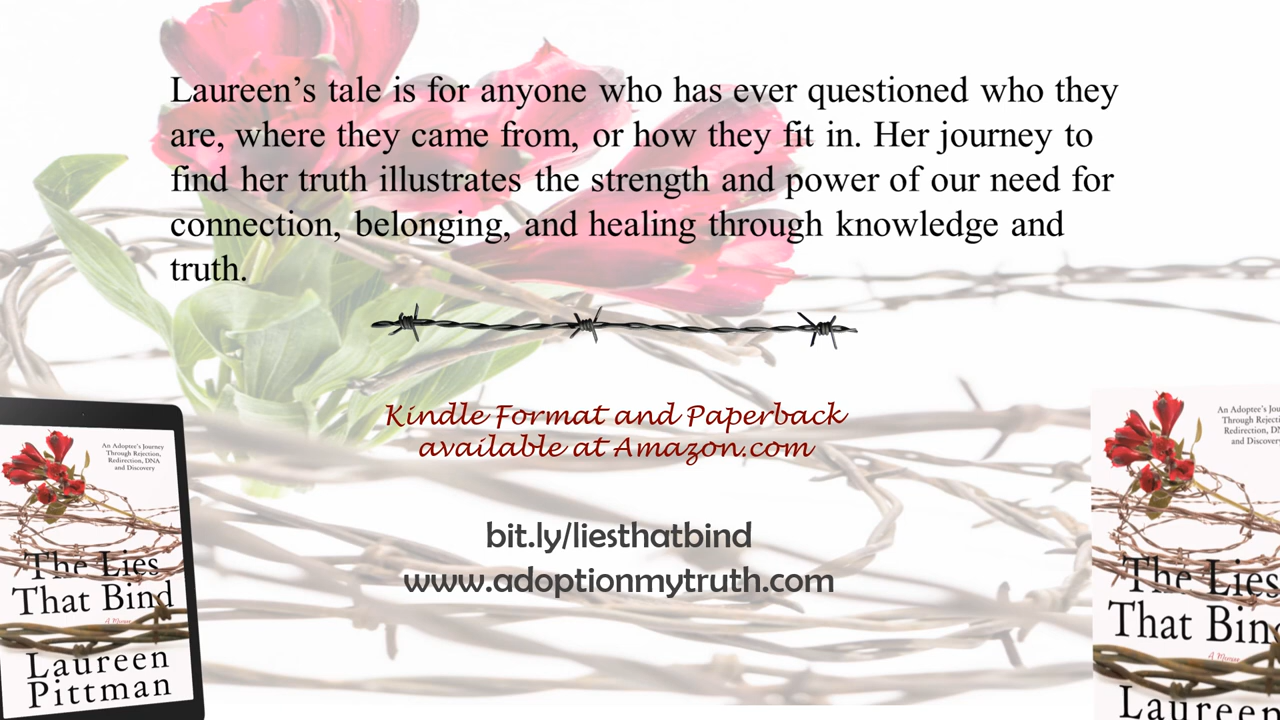 Laureen’s tale is for anyone who has ever questioned who they
are, where they came from, or how they fit in. Her journey to
find her truth illustrates the strength and power of our need for
connection, belonging, and healing through knowledge and
truth.
Kindle Format and Paperback
available at Amazon.com
bit.ly/liesthatbind
www.adoptionmytruth.com
An Adoptee's Journey
Through Rejection,
Redirection, DNA
and Discovery
The Lies
That Bind
A Memoir
Laureen
Pittman
An Adoptee's Jou
Through Rejecti
Redirection, DN
and Discovery
The Lies
That Bin
A Memoir
Laureen